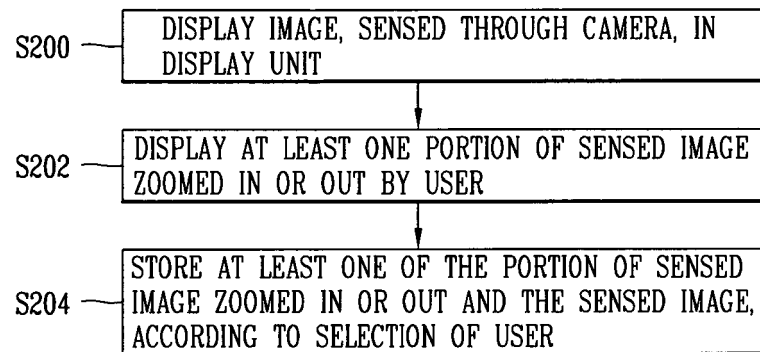 S200
DISPLAY IMAGE, SENSED THROUGH CAMERA, IN
DISPLAY UNIT
S202
DISPLAY AT LEAST ONE PORTION OF SENSED IMAGE
ZOOMED IN OR OUT BY USER
S204
STORE AT LEAST ONE OF THE PORTION OF SENSED
IMAGE ZOOMED IN OR OUT AND THE SENSED IMAGE,
ACCORDING TO SELECTION OF USER